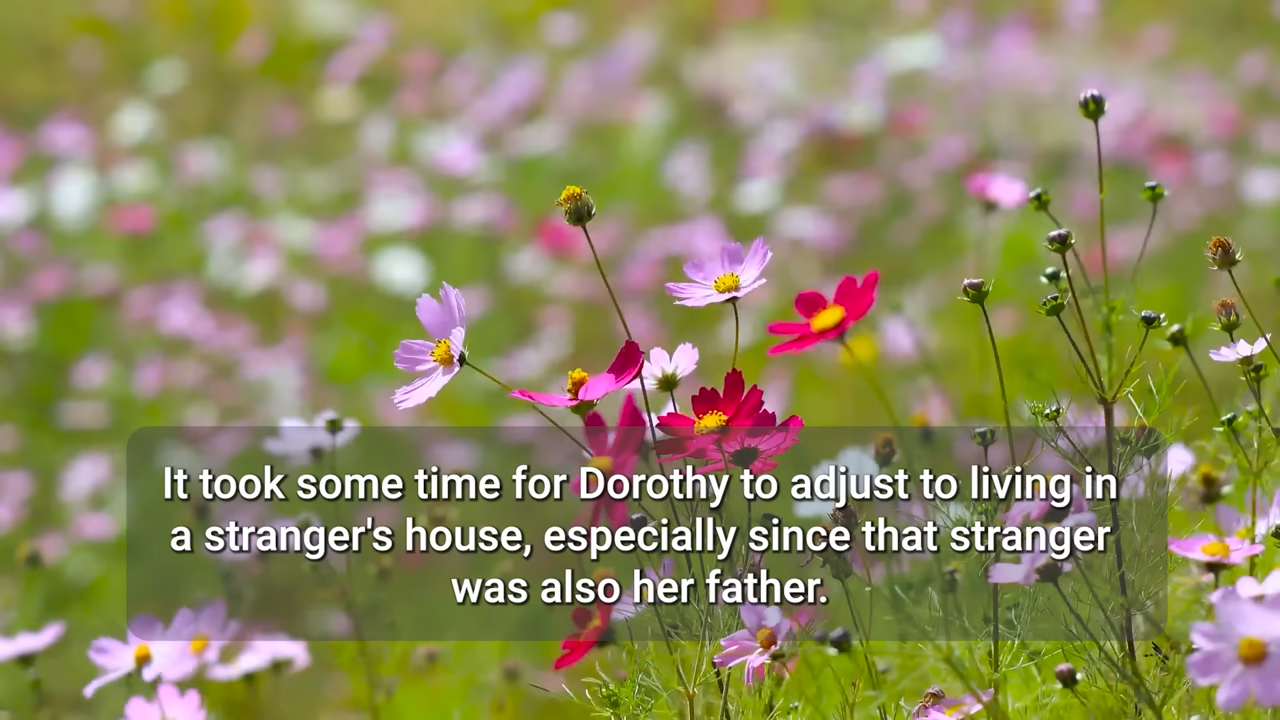 It took some time for Dorothy to adjust to living in
a stranger's house, especially since that stranger
was also her father.